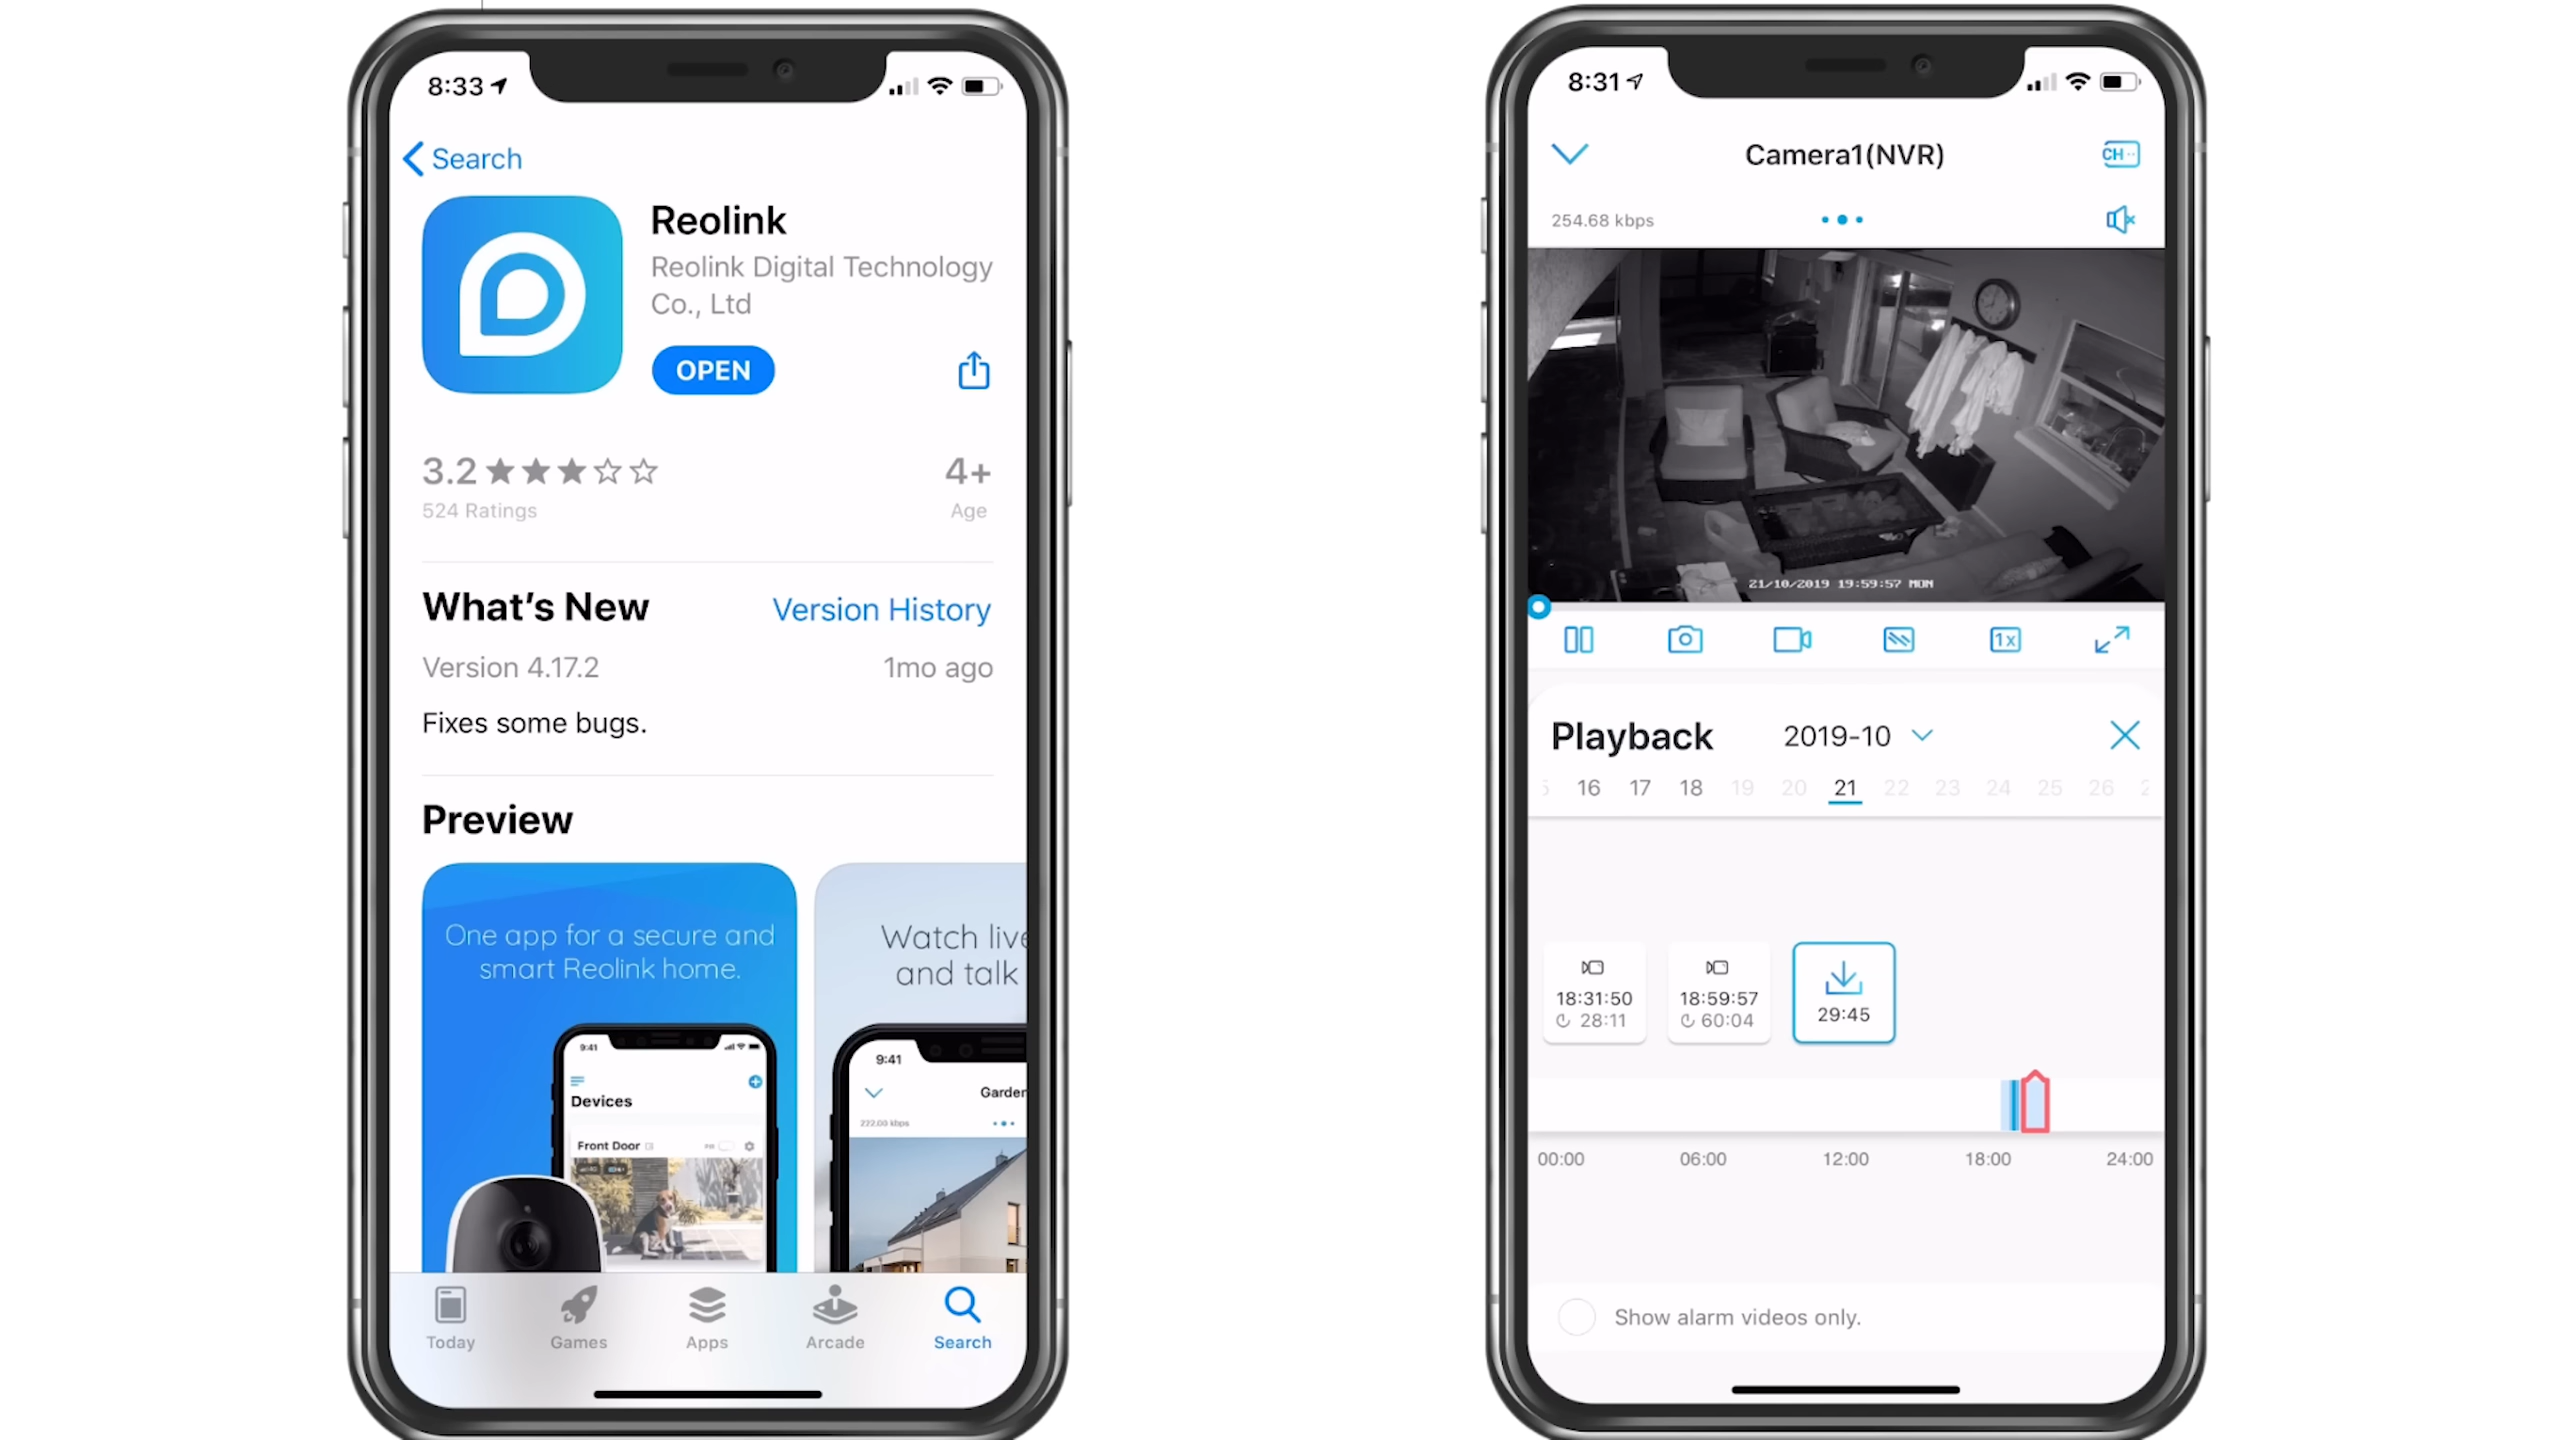 8:33
Search
Reolink
Reolink Digital Technology
Co., Ltd
OPEN
3.2
4+
524 Ratings
Age
What's New
Version History
Version 4.17.2
1mo ago
Fixes some bugs.
Preview
One app for a secure and
smart Reolink home.
9:41
Devices
Front Door
Watch live
and talk
9:41
Garden
222.00 kbps
Today
Games
Apps
Arcade
Search
8:31
Camera1(NVR)
CH
254.68 kbps
21/10/2019 19:59:57 MON
1x
Playback
2019-10
16 17 18 19 20 21 22 23 24 25 26 2
18:31:50
28:11
18:59:57
60:04
29:45
00:00 06:00 12:00 18:00 24:00
Show alarm videos only.